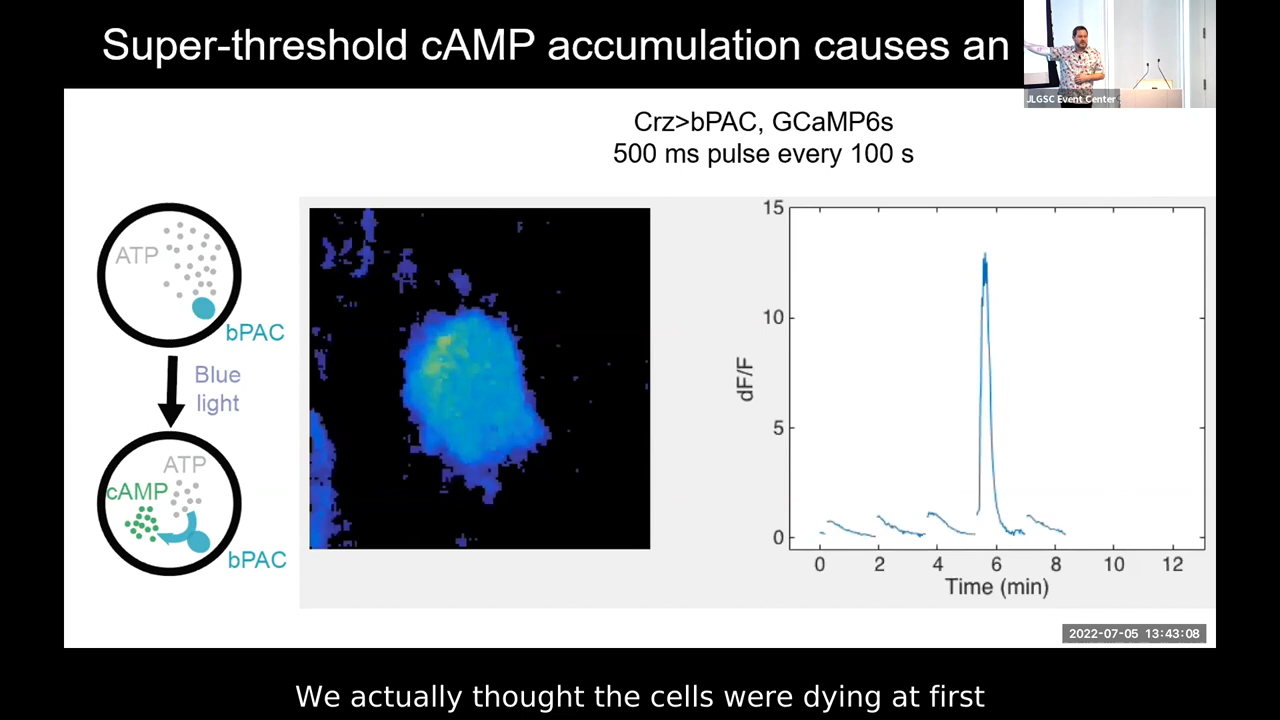 Super-threshold cAMP accumulation causes an
JLGSC Event Center
Crz>bPAC, GCaMP6s
500 ms pulse every 100 s
ATP
bPAC
Blue
light
ATP
cAMP
bPAC
15
10
5
0
dF/F
0 2 4 6 8 10 12
Time (min)
2022-07-05 13:43:08
We actually thought the cells were dying at first